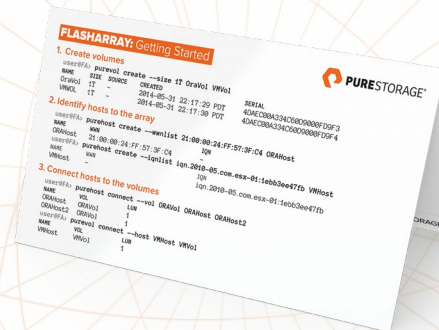 FLASHARRAY: Getting Started
PURESTORAGE®
1. Create volumes
user@FA> purevol create --size 1T OraVol VMVol
NAME SIZE SOURCE CREATED SERIAL
OraVol 1T – 2014-05-31 22:17:29 PDT 4DAEC00A334C60D9000FD9F3
VMVOL 1T – 2014-05-31 22:17:30 PDT 4DAEC00A334C60D9000FD9F4
2. Identify hosts to the array
user@FA> purehost create --wwnlist 21:00:00:24:FF:57:3F:C4 ORAHost
NAME WWN IQN
ORAHost 21:00:00:24:FF:57:3F:C4 –
user@FA> purehost create --iqnlist iqn.2010-05.com.esx-01:1ebb3ee47fb VMHost
NAME WWN IQN
VMHost – iqn.2010-05.com.esx-01:1ebb3ee47fb
3. Connect hosts to the volumes
user@FA> purehost connect --vol ORAVol ORAHost ORAHost2
NAME VOL LUN
ORAHost ORAVol 1
ORAHost2 ORAVol 1
user@FA> purevol connect --host VMHost VMVol
NAME VOL LUN
VMHost VMVol 1